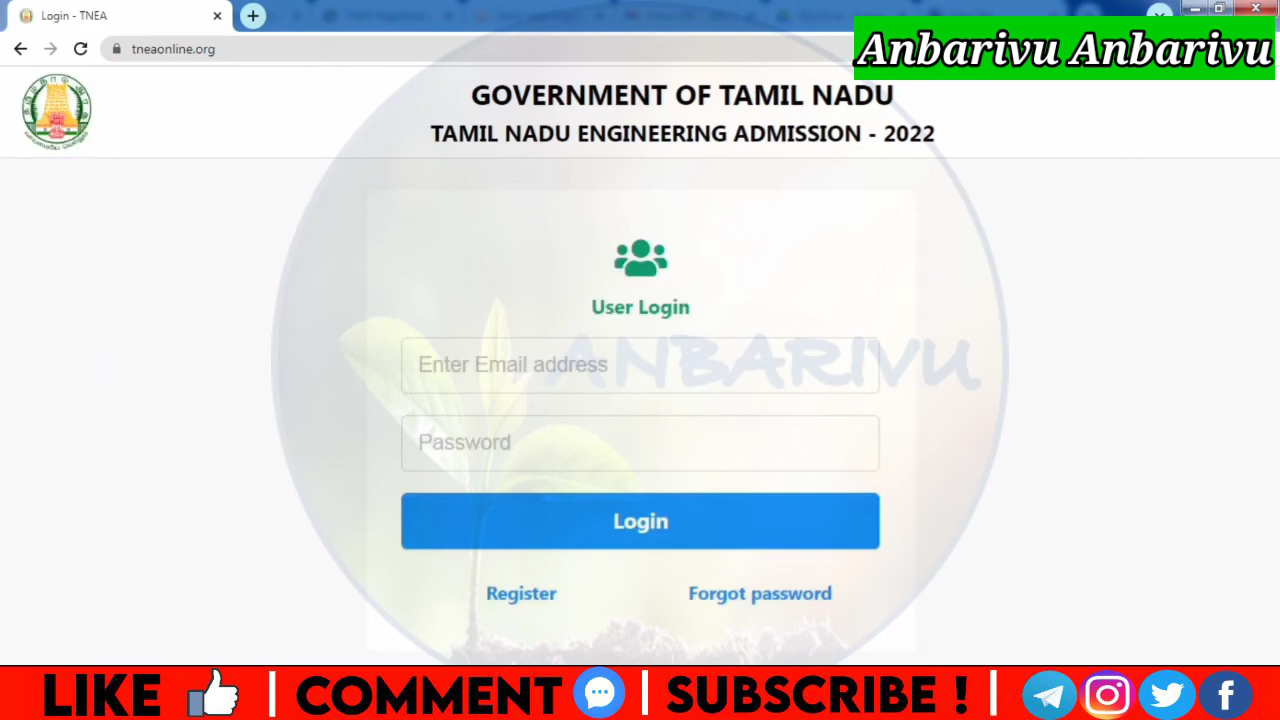 Login - TNEA
tneaonline.org
Anbarivu Anbarivu
GOVERNMENT OF TAMIL NADU
TAMIL NADU ENGINEERING ADMISSION - 2022
User Login
Enter Email address
ANBARIVU
Password
Login
Register Forgot password
LIKE | COMMENT | SUBSCRIBE ! |